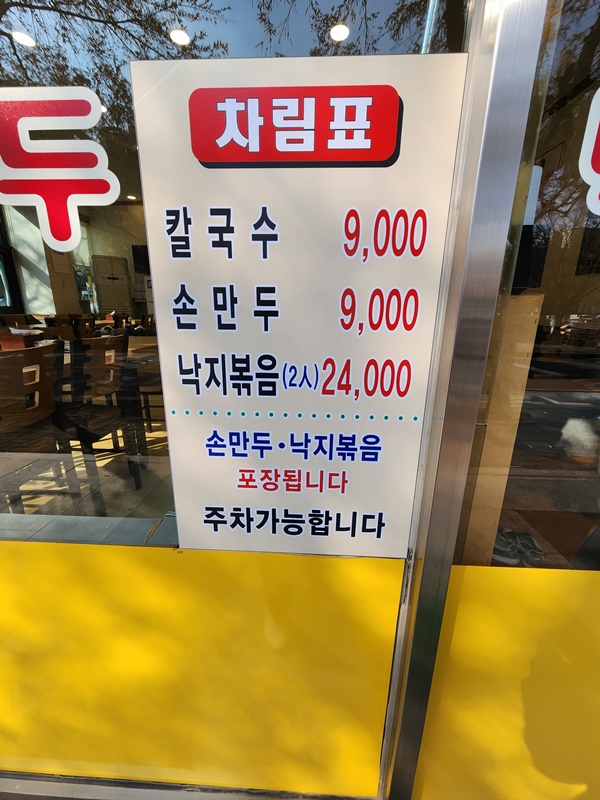 두
차림표
칼국수 9,000
손만두 9,000
낙지볶음(2人) 24,000
손만두·낙지볶음
포장됩니다
주차가능합니다